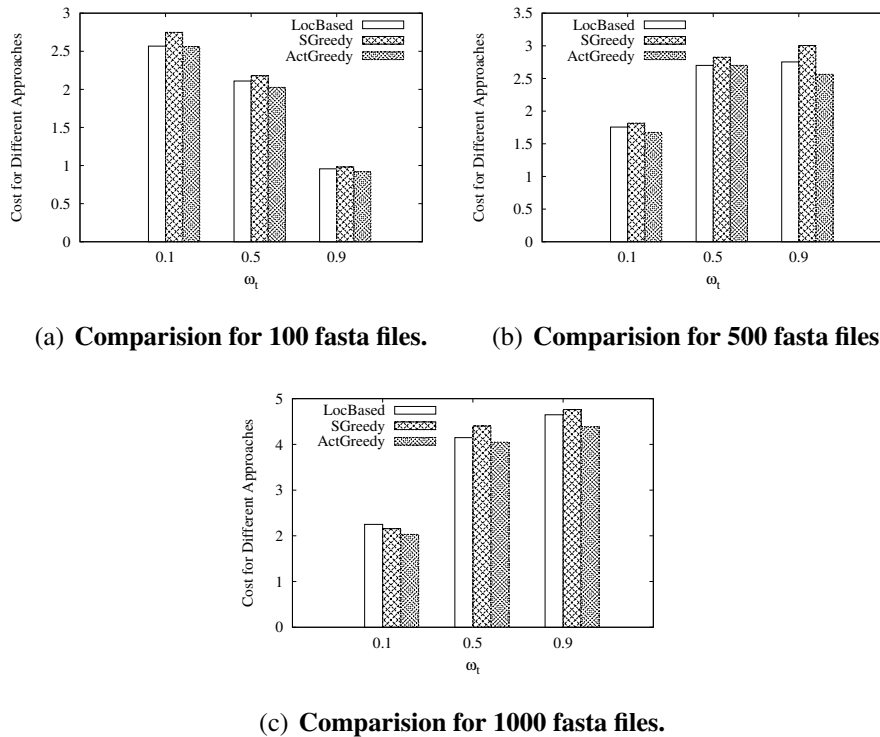 3
2.5
2
1.5
1
0.5
0
Cost for Different Approaches
LocBased
SGreedy
ActGreedy
0.1 0.5 0.9
ωt
(a) Comparision for 100 fasta files.
3.5
3
2.5
2
1.5
1
0.5
0
Cost for Different Approaches
LocBased
SGreedy
ActGreedy
0.1 0.5 0.9
ωt
(b) Comparision for 500 fasta files
5
4
3
2
1
0
Cost for Different Approaches
LocBased
SGreedy
ActGreedy
0.1 0.5 0.9
ωt
(c) Comparision for 1000 fasta files.